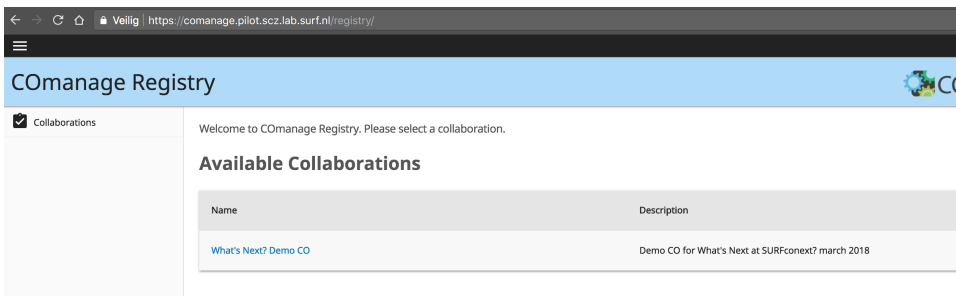 Veilig https://comanage.pilot.scz.lab.surf.nl/registry/
COmanage Registry
CO
Collaborations
Welcome to COmanage Registry. Please select a collaboration.
Available Collaborations
Name Description
What's Next? Demo CO Demo CO for What's Next at SURFconext? march 2018